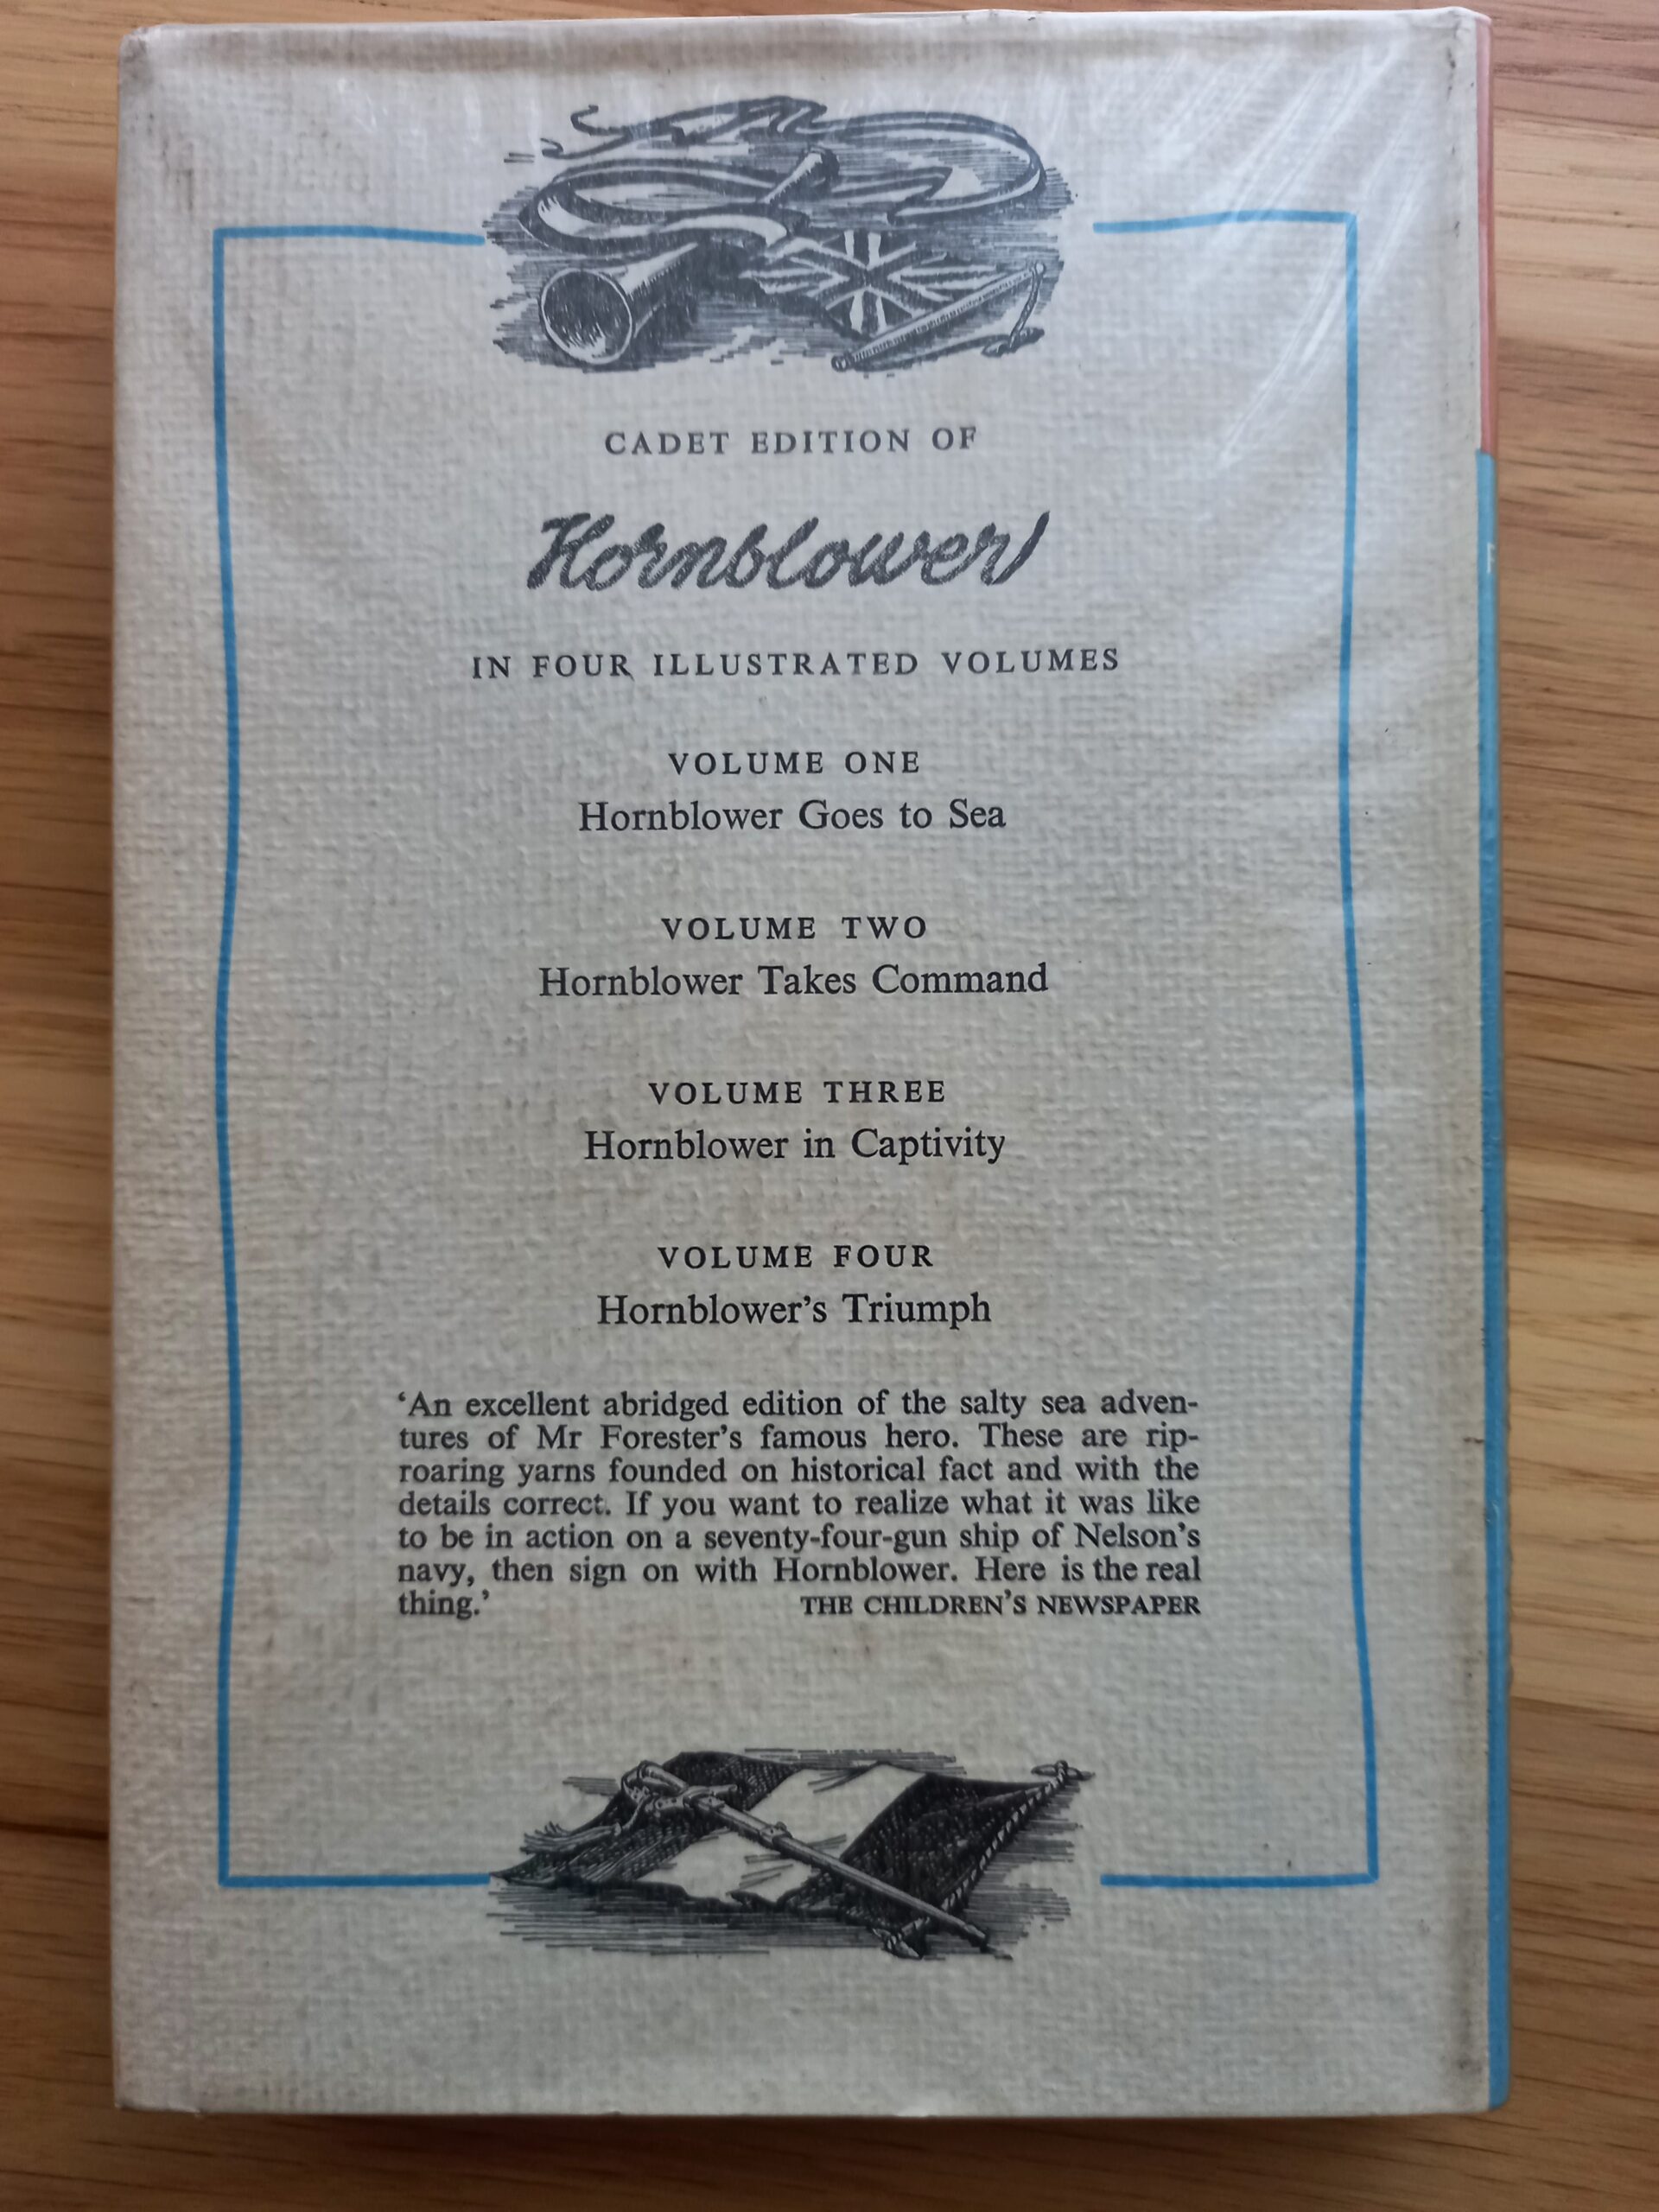 CADET EDITION OF
Hornblower
IN FOUR ILLUSTRATED VOLUMES
VOLUME ONE
Hornblower Goes to Sea
VOLUME TWO
Hornblower Takes Command
VOLUME THREE
Hornblower in Captivity
VOLUME FOUR
Hornblower's Triumph
‘An excellent abridged edition of the salty sea adven-
tures of Mr Forester’s famous hero. These are rip-
roaring yarns founded on historical fact and with the
details correct. If you want to realize what it was like
to be in action on a seventy-four-gun ship of Nelson’s
navy, then sign on with Hornblower. Here is the real
thing.’ THE CHILDREN’S NEWSPAPER